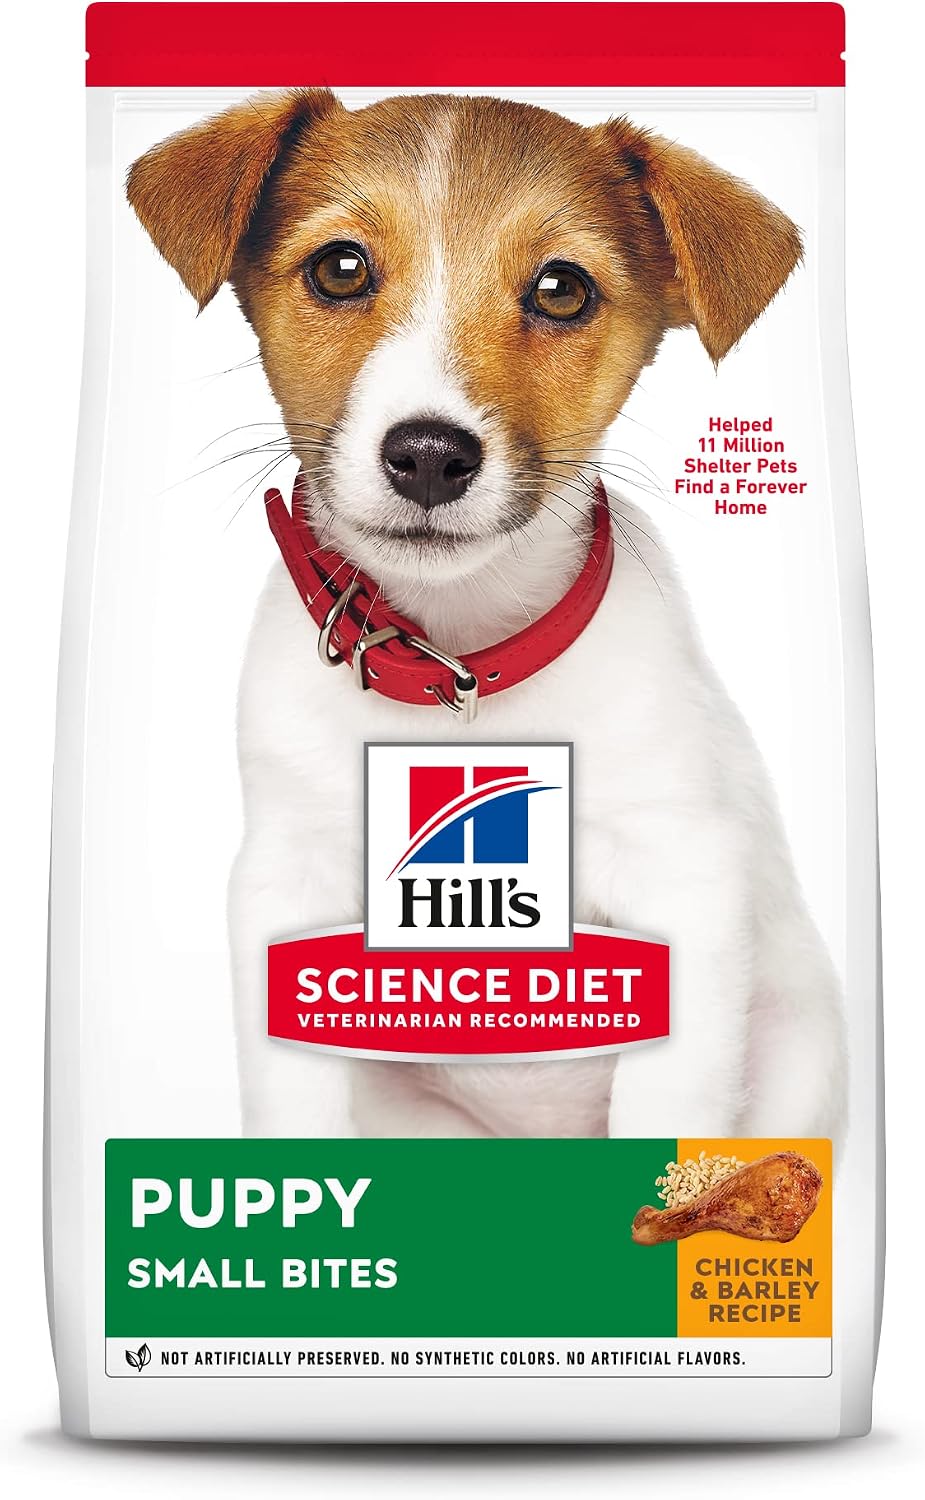 Helped
11 Million
Shelter Pets
Find a Forever
Home
Hill's
SCIENCE DIET
VETERINARIAN RECOMMENDED
PUPPY
SMALL BITES
CHICKEN
& BARLEY
RECIPE
NOT ARTIFICIALLY PRESERVED. NO SYNTHETIC COLORS. NO ARTIFICIAL FLAVORS.